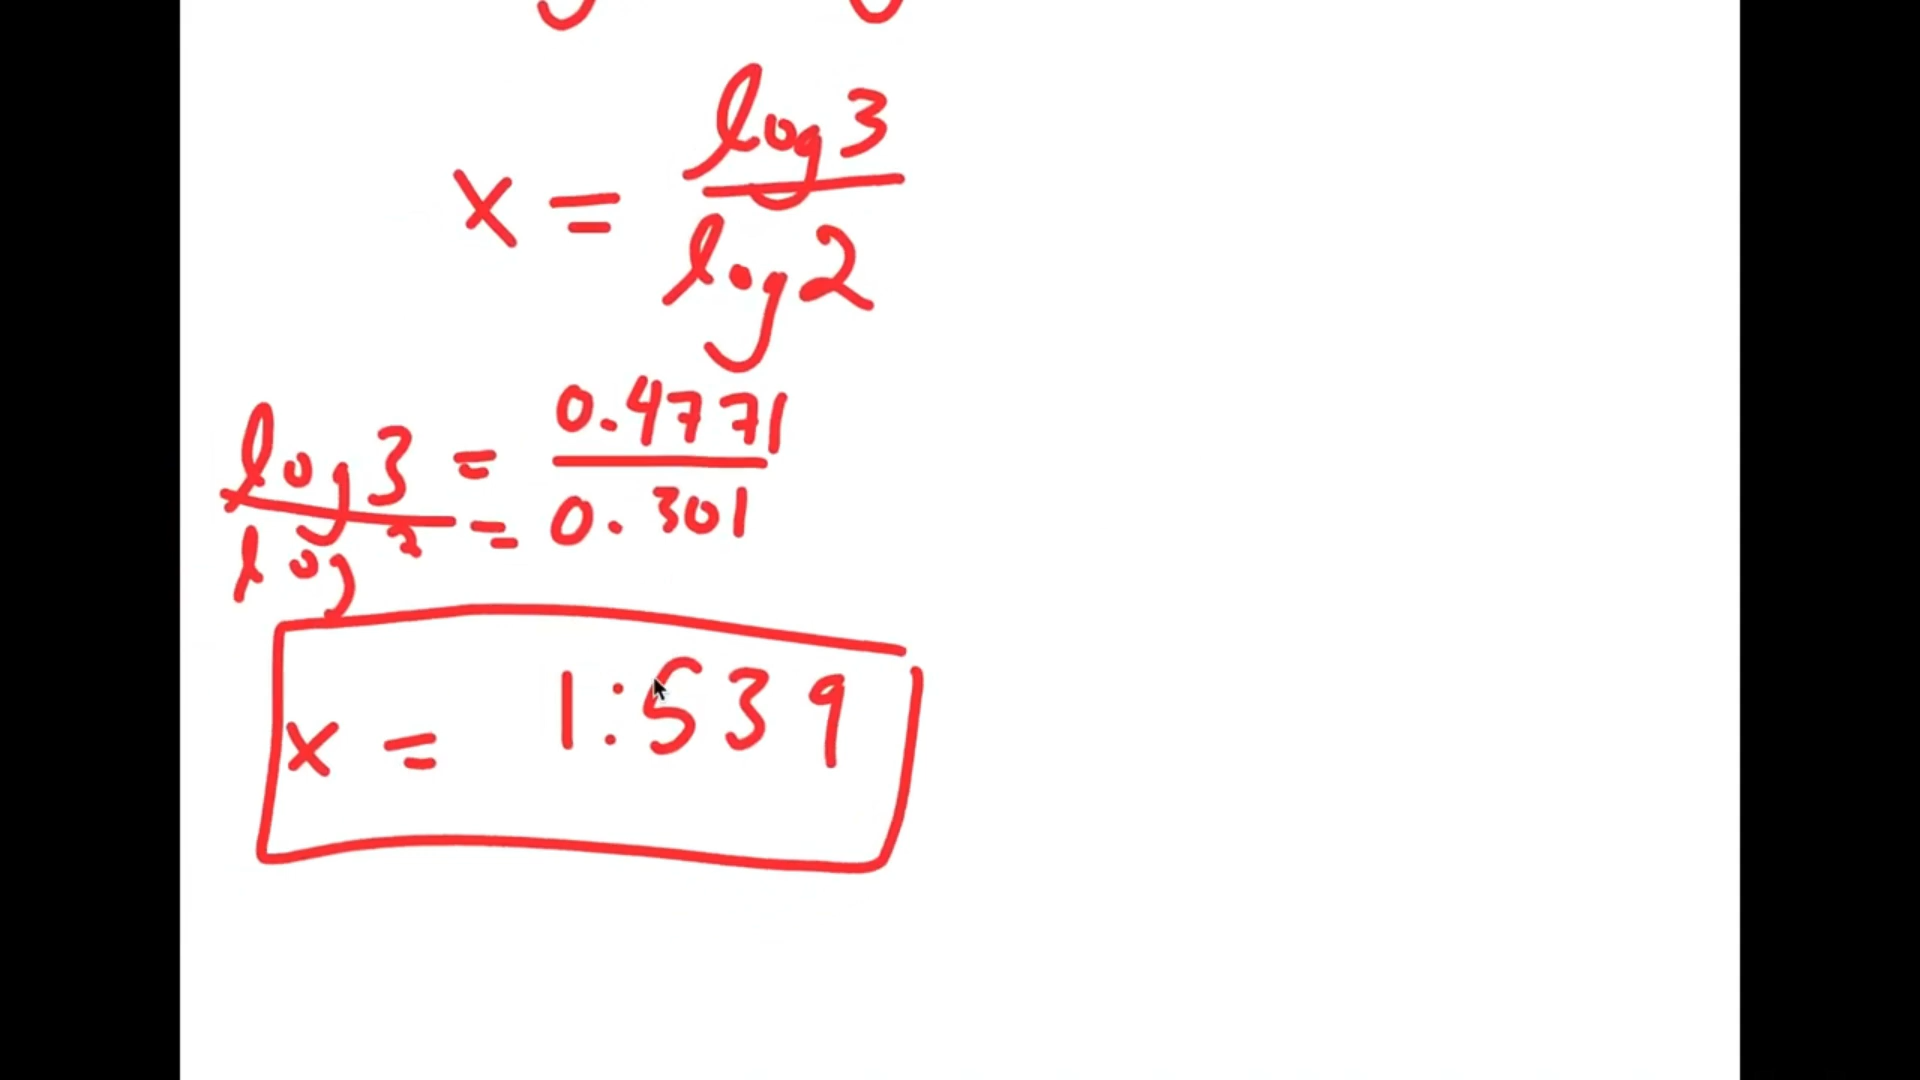 x = log3
log2
log3 = 0.4771
log2 = 0.301
x = 1:539